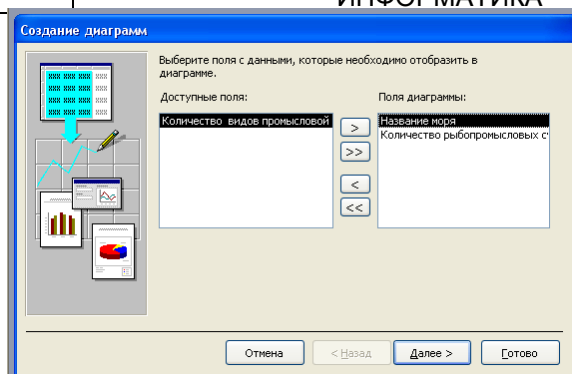 ИНФОРМАТИКА
Создание диаграмм
Выберите поля с данными, которые необходимо отобразить в
диаграмме.
Доступные поля:
Поля диаграммы:
Количество видов промысловой
>
Название моря
Количество рыбопромысловых
>>
<
<<
Отмена
< Назад
Далее >
Готово